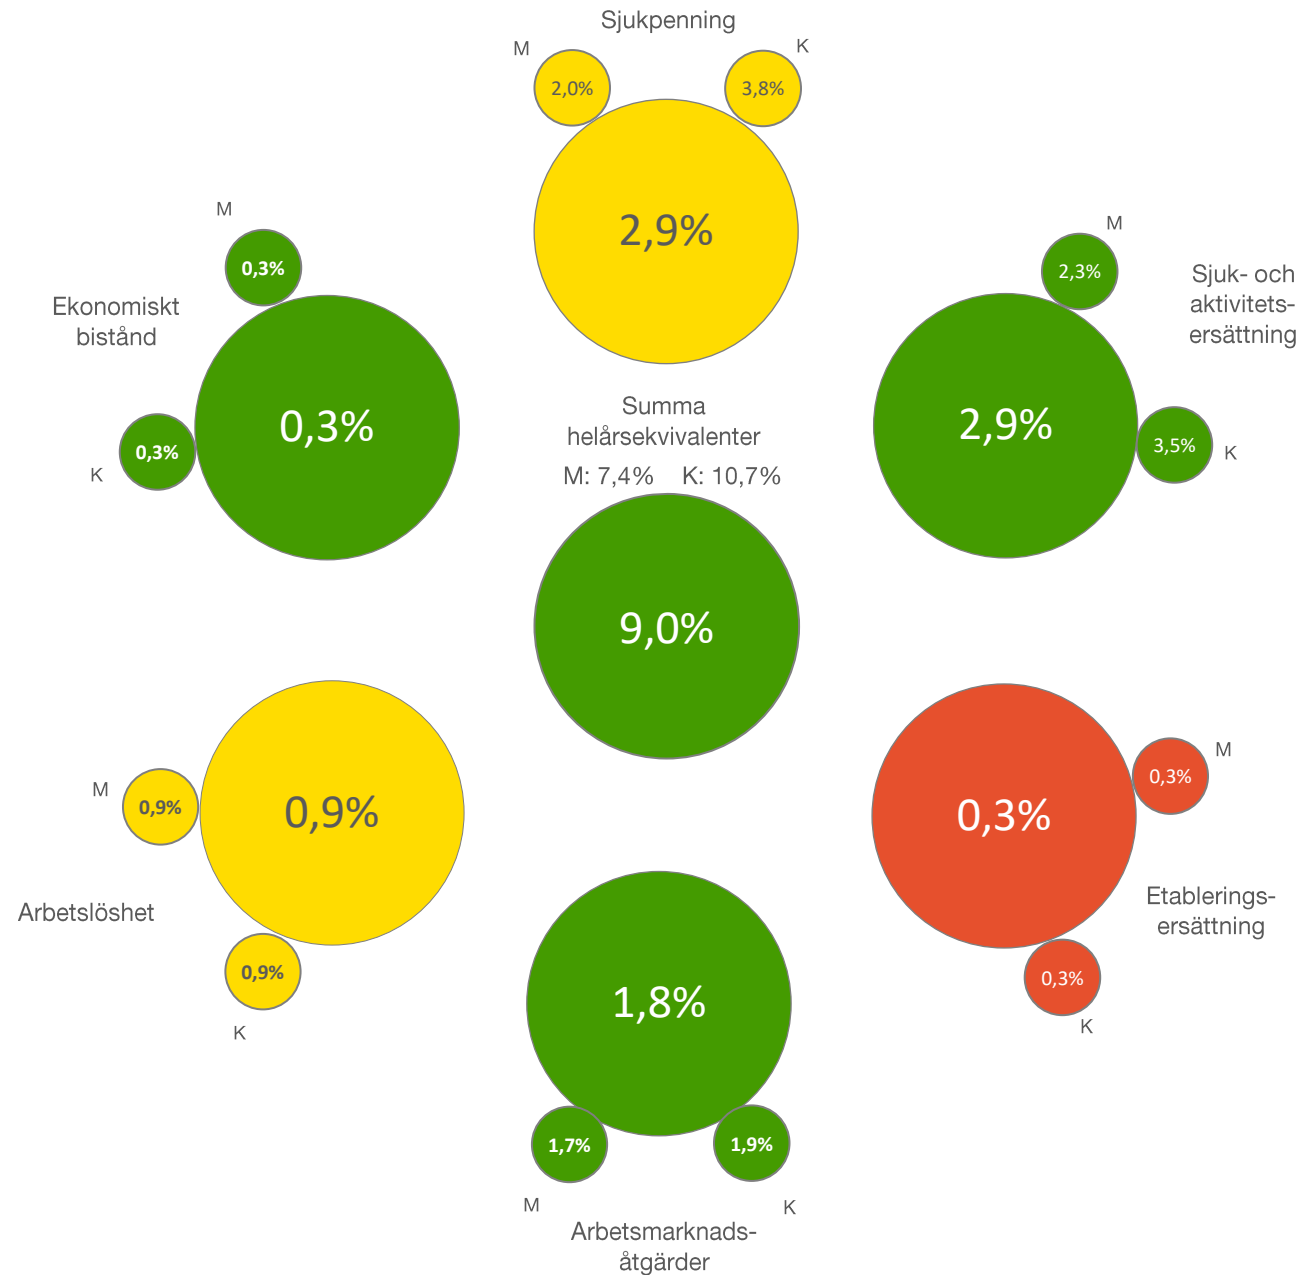 Sjukpenning
M
K
2,0%
3,8%
2,9%
M
0,3%
Ekonomiskt
bistånd
0,3%
0,3%
K
M
2,3%
Sjuk- och
aktivitets-
ersättning
2,9%
3,5%
K
Summa
helårsekvivalenter
M: 7,4% K: 10,7%
9,0%
M
0,9%
0,9%
Arbetslöshet
0,9%
K
M
0,3%
0,3%
Etablerings-
ersättning
0,3%
K
1,8%
1,7%
1,9%
M
K
Arbetsmarknads-
åtgärder